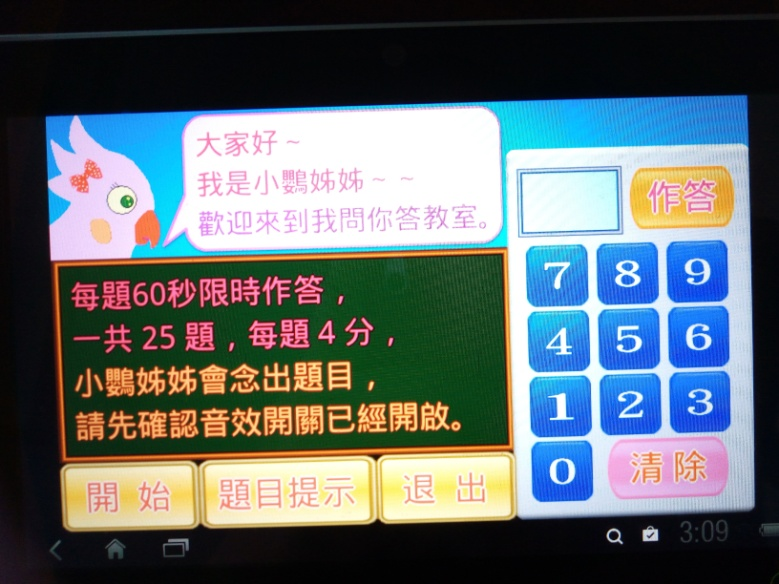 大家好~
我是小鸚姊姊~~
歡迎來到我問你答教室。
作答
7 8 9
每題60秒限時作答，
一共25題，每題4分，
4 5 6
小鸚姊姊會念出題目，
1 2 3
請先確認音效開關已經開啟。
0 清除
開始 題目提示 退出
3:09